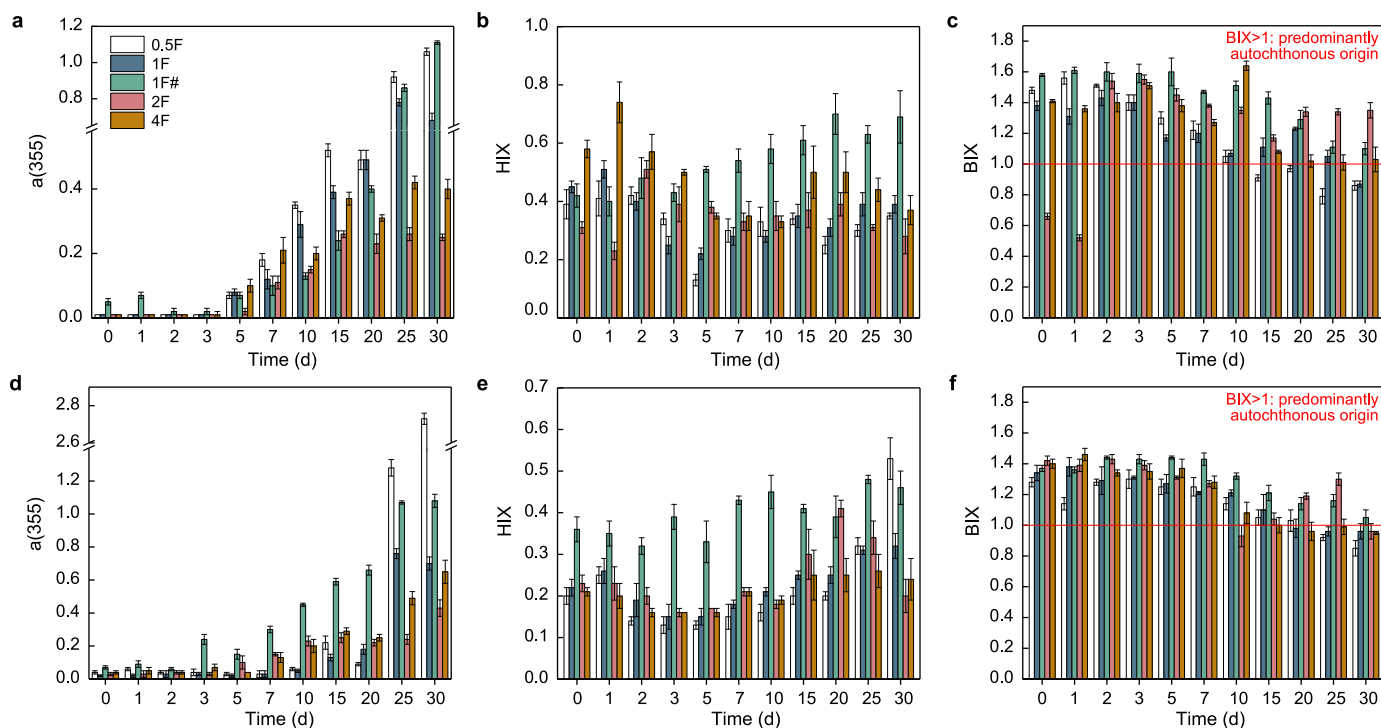 a
1.2
1.0
0.8
0.4
0.2
0.0
a(355)
0.5F
1F
1F#
2F
4F
0 1 2 3 5 7 10 15 20 25 30
Time (d)
b
1.0
0.8
0.6
0.4
0.2
0.0
HIX
0 1 2 3 5 7 10 15 20 25 30
Time (d)
c
BIX>1: predominantly
autochthonous origin
1.8
1.6
1.4
1.2
1.0
0.8
0.6
0.4
0.2
0.0
BIX
0 1 2 3 5 7 10 15 20 25 30
Time (d)
d
2.8
2.6
1.2
1.0
0.8
0.6
0.4
0.2
0.0
a(355)
0 1 2 3 5 7 10 15 20 25 30
Time (d)
e
0.7
0.6
0.5
0.4
0.3
0.2
0.1
0.0
HIX
0 1 2 3 5 7 10 15 20 25 30
Time (d)
f
BIX>1: predominantly
autochthonous origin
1.8
1.6
1.4
1.2
1.0
0.8
0.6
0.4
0.2
0.0
BIX
0 1 2 3 5 7 10 15 20 25 30
Time (d)